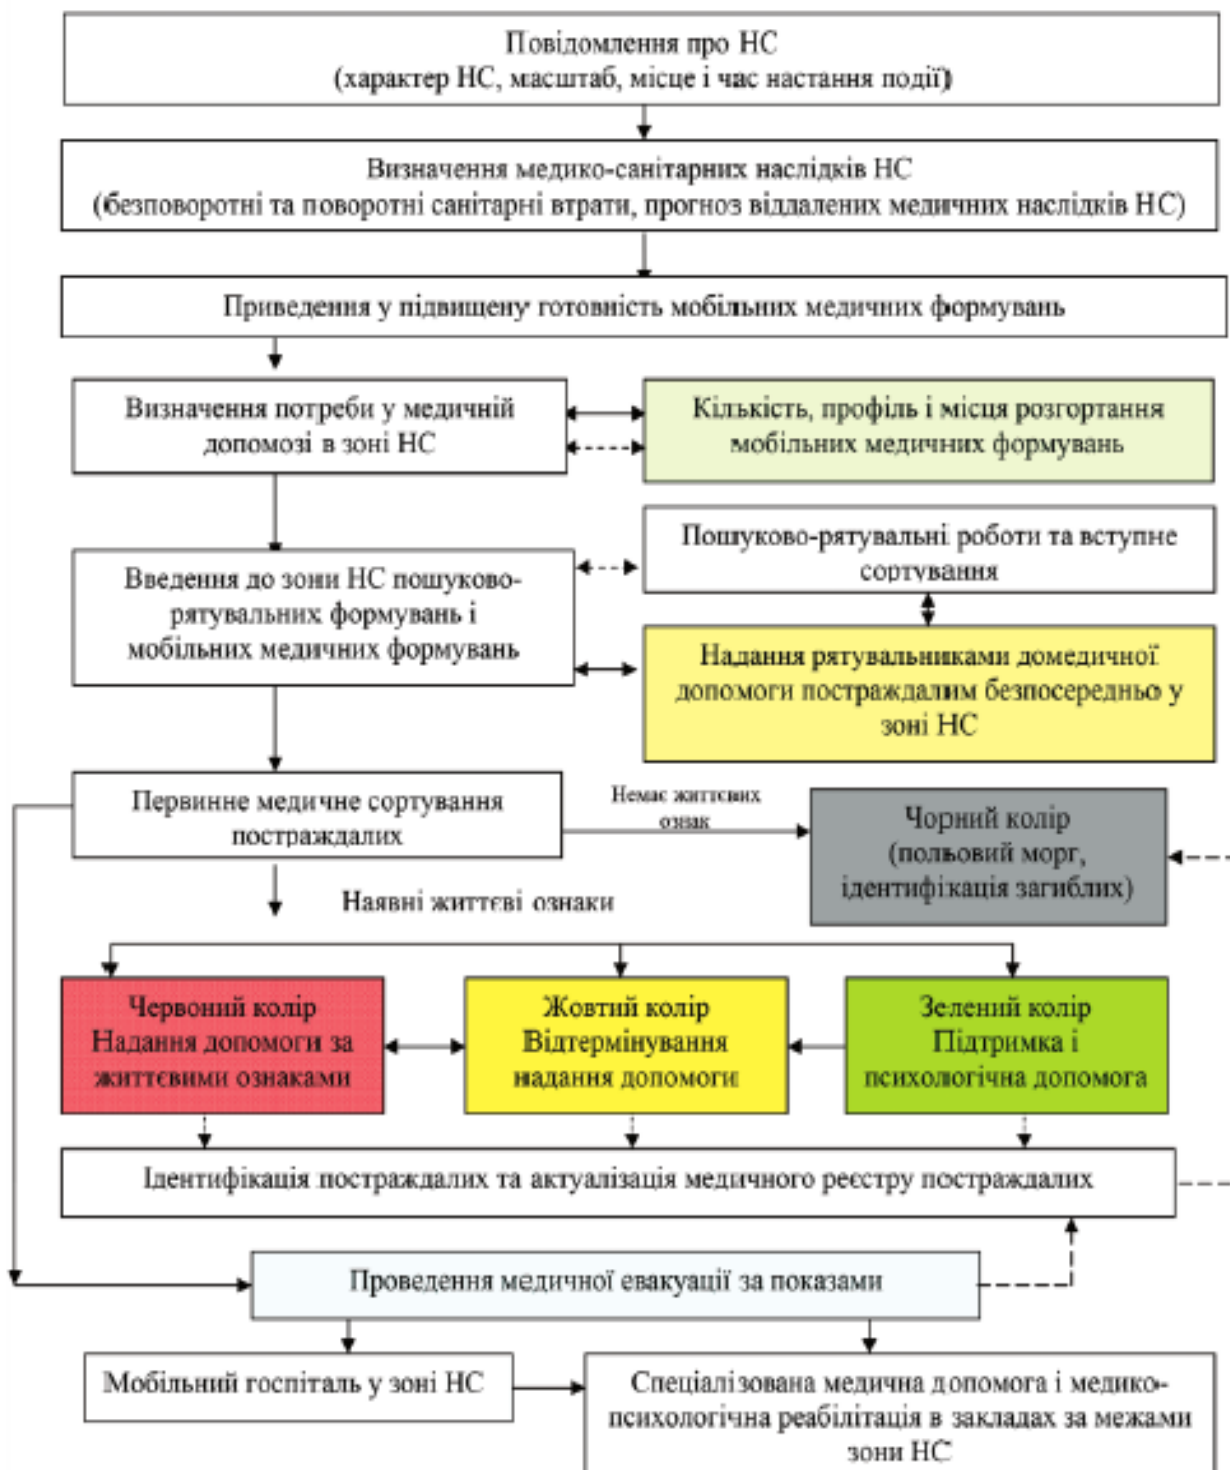 Повідомлення про НС
(характер НС, масштаб, місце і час настання події)
Визначення медико-санітарних наслідків НС
(безповоротні та поворотні санітарні втрати, прогноз віддалених медичних наслідків НС)
Приведення у підвищену готовність мобільних медичних формувань
Визначення потреби у медичній
допомозі в зоні НС
Кількість, профіль і місця розгортання
мобільних медичних формувань
Пошуково-рятувальні роботи та вступне
сортування
Введення до зони НС пошуково-
рятувальних формувань і
мобільних медичних формувань
Надання рятувальниками домедичної
допомоги постраждалим безпосередньо у
зоні НС
Первинне медичне сортування
постраждалих
Немає життєвих
ознак
Чорний колір
(польовий морг,
ідентифікація загиблих)
Наявні життєві ознаки
Червоний колір
Надання допомоги за
життєвими ознаками
Жовтий колір
Відтермінування
надання допомоги
Зелений колір
Підтримка і
психологічна допомога
Ідентифікація постраждалих та актуалізація медичного реєстру постраждалих
Проведення медичної евакуації за показами
Мобільний госпіталь у зоні НС
Спеціалізована медична допомога і медико-
психологічна реабілітація в закладах за межами
зони НС